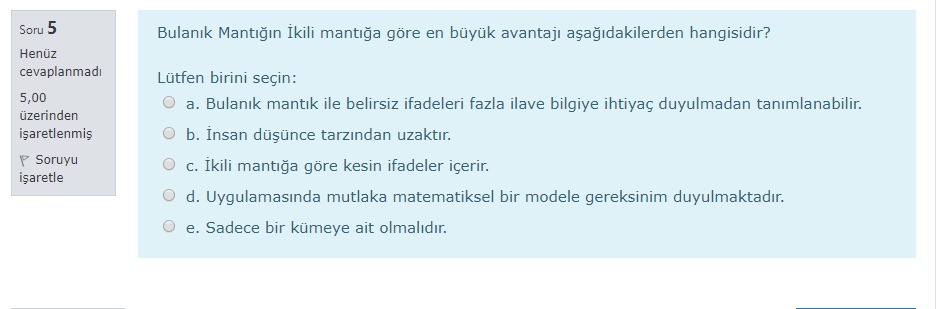 Soru 5
Henüz
cevaplanmadı
5,00
üzerinden
işaretlenmiş
Soruyu
işaretle
Bulanık Mantığın İkili mantığa göre en büyük avantajı aşağıdakilerden hangisidir?
Lütfen birini seçin:
a. Bulanık mantık ile belirsiz ifadeleri fazla ilave bilgiye ihtiyaç duyulmadan tanımlanabilir.
b. İnsan düşünce tarzından uzaktır.
c. İkili mantığa göre kesin ifadeler içerir.
d. Uygulamasında mutlaka matematiksel bir modele gereksinim duyulmaktadır.
e. Sadece bir kümeye ait olmalıdır.